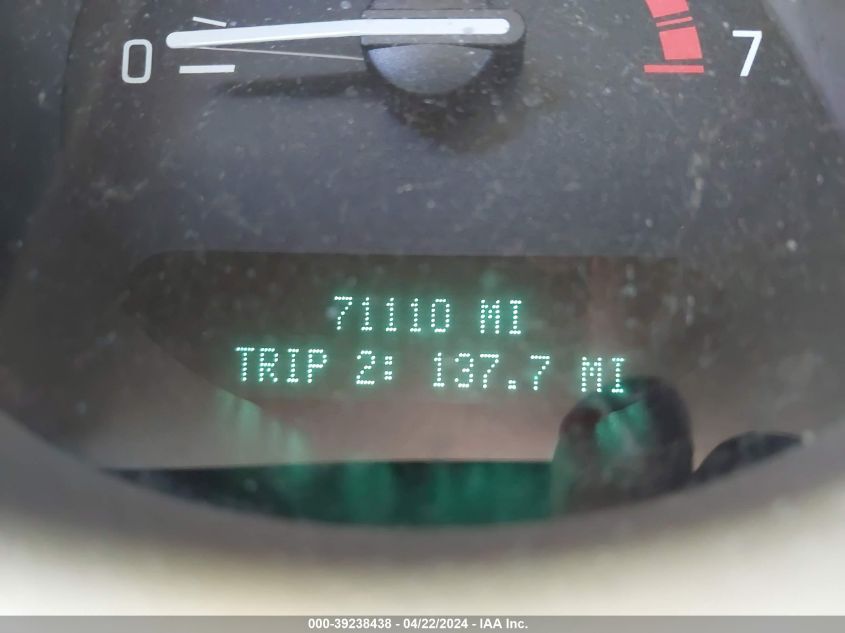 0 7
71110 MI
TRIP 2: 137.7 MI
000-39238438 - 04/22/2024 - IAA Inc.